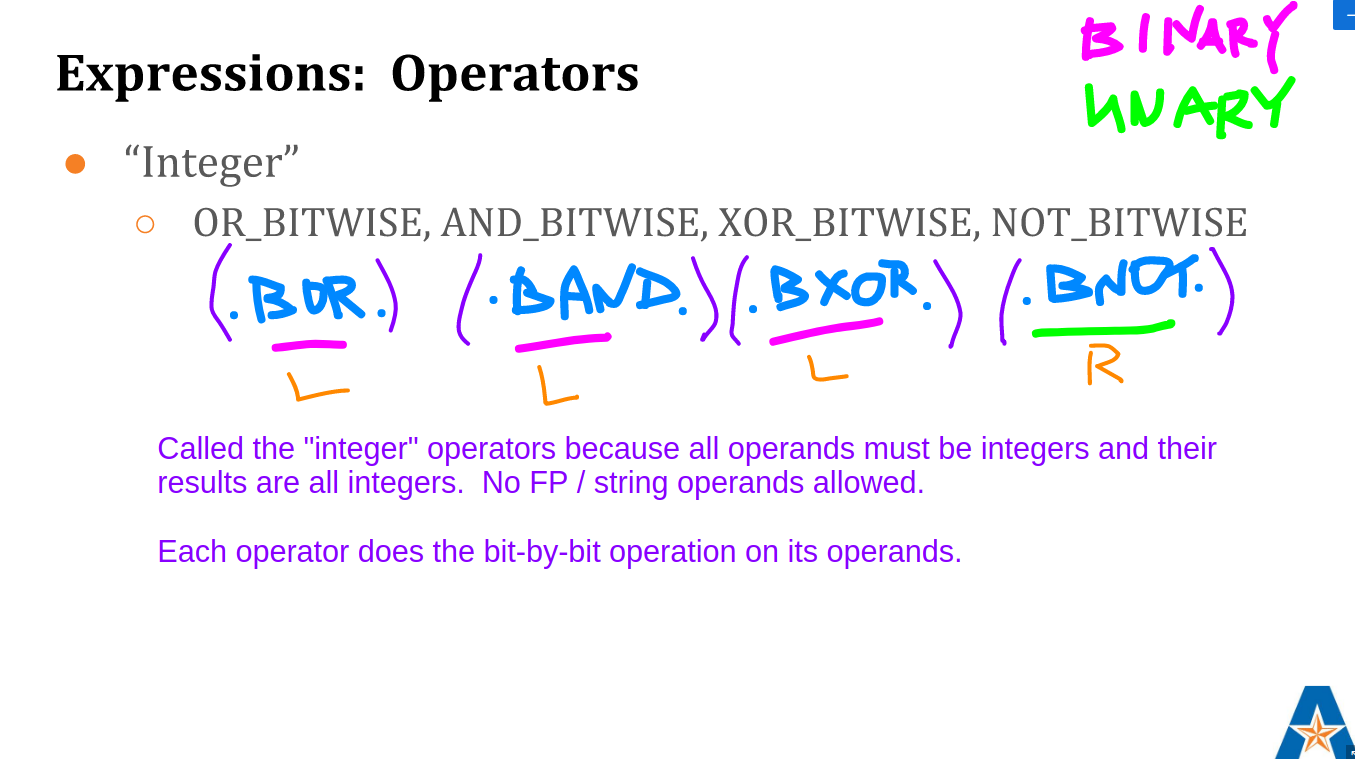 BINARY
Expressions:  Operators
UNARY
“Integer”
OR_BITWISE, AND_BITWISE, XOR_BITWISE, NOT_BITWISE
(.BOR.) (.BAND.) (.BXOR.) (.BNOT.)
L L L R
Called the "integer" operators because all operands must be integers and their
results are all integers.  No FP / string operands allowed.
Each operator does the bit-by-bit operation on its operands.